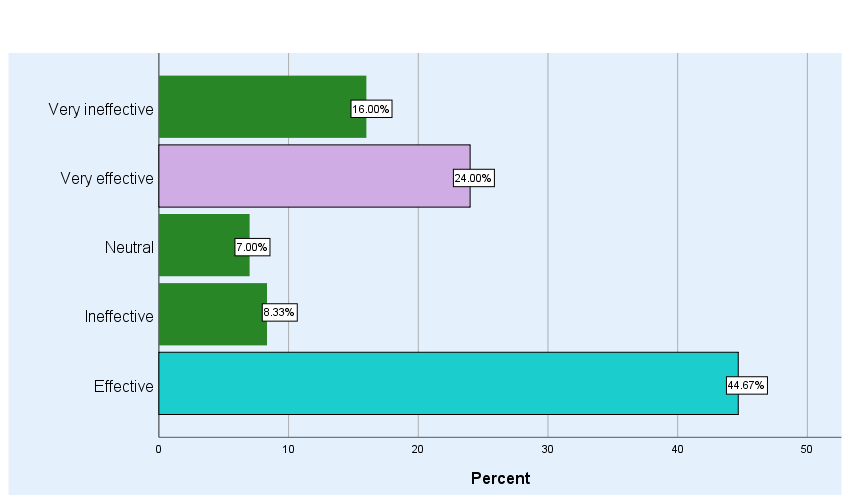 Very ineffective
16.00%
Very effective
24.00%
Neutral
7.00%
Ineffective
8.33%
Effective
44.67%
0 10 20 30 40 50
Percent